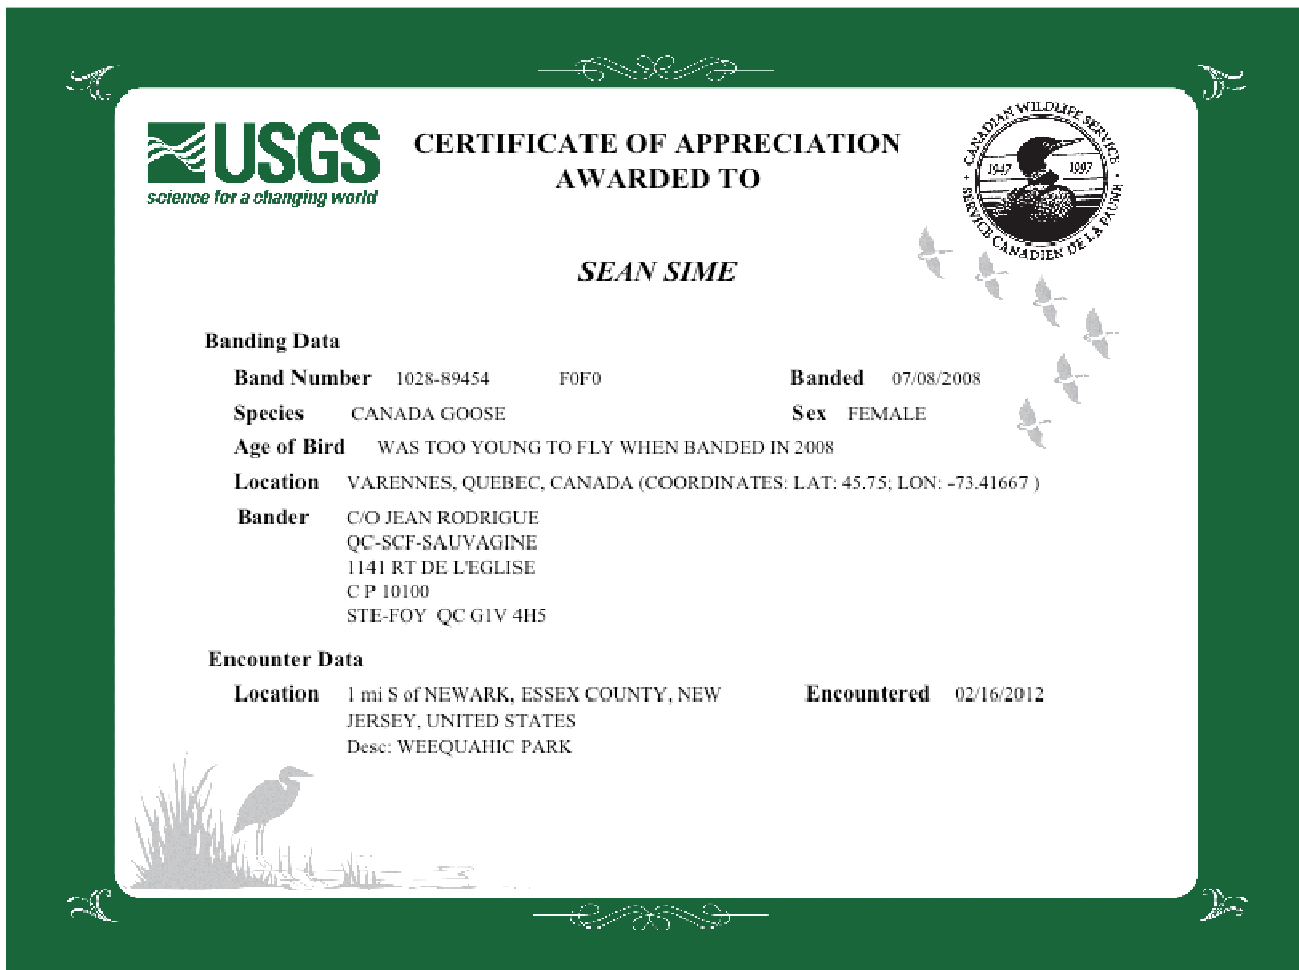 USGS
science for a changing world
CERTIFICATE OF APPRECIATION
AWARDED TO
CANADIAN WILDLIFE SERVICE
1947 1997
SERVICE CANADIEN DE LA FAUNE
SEAN SIME
Banding Data
Band Number 1028-89454 F0F0 Banded 07/08/2008
Species CANADA GOOSE Sex FEMALE
Age of Bird WAS TOO YOUNG TO FLY WHEN BANDED IN 2008
Location VARENNES, QUEBEC, CANADA (COORDINATES: LAT: 45.75; LON: -73.41667 )
Bander C/O JEAN RODRIGUE
QC-SCF-SAUVAGINE
1141 RT DE L'EGLISE
C P 10100
STE-FOY QC G1V 4H5
Encounter Data
Location 1 mi S of NEWARK, ESSEX COUNTY, NEW Encountered 02/16/2012
JERSEY, UNITED STATES
Desc: WEEQUAHIC PARK